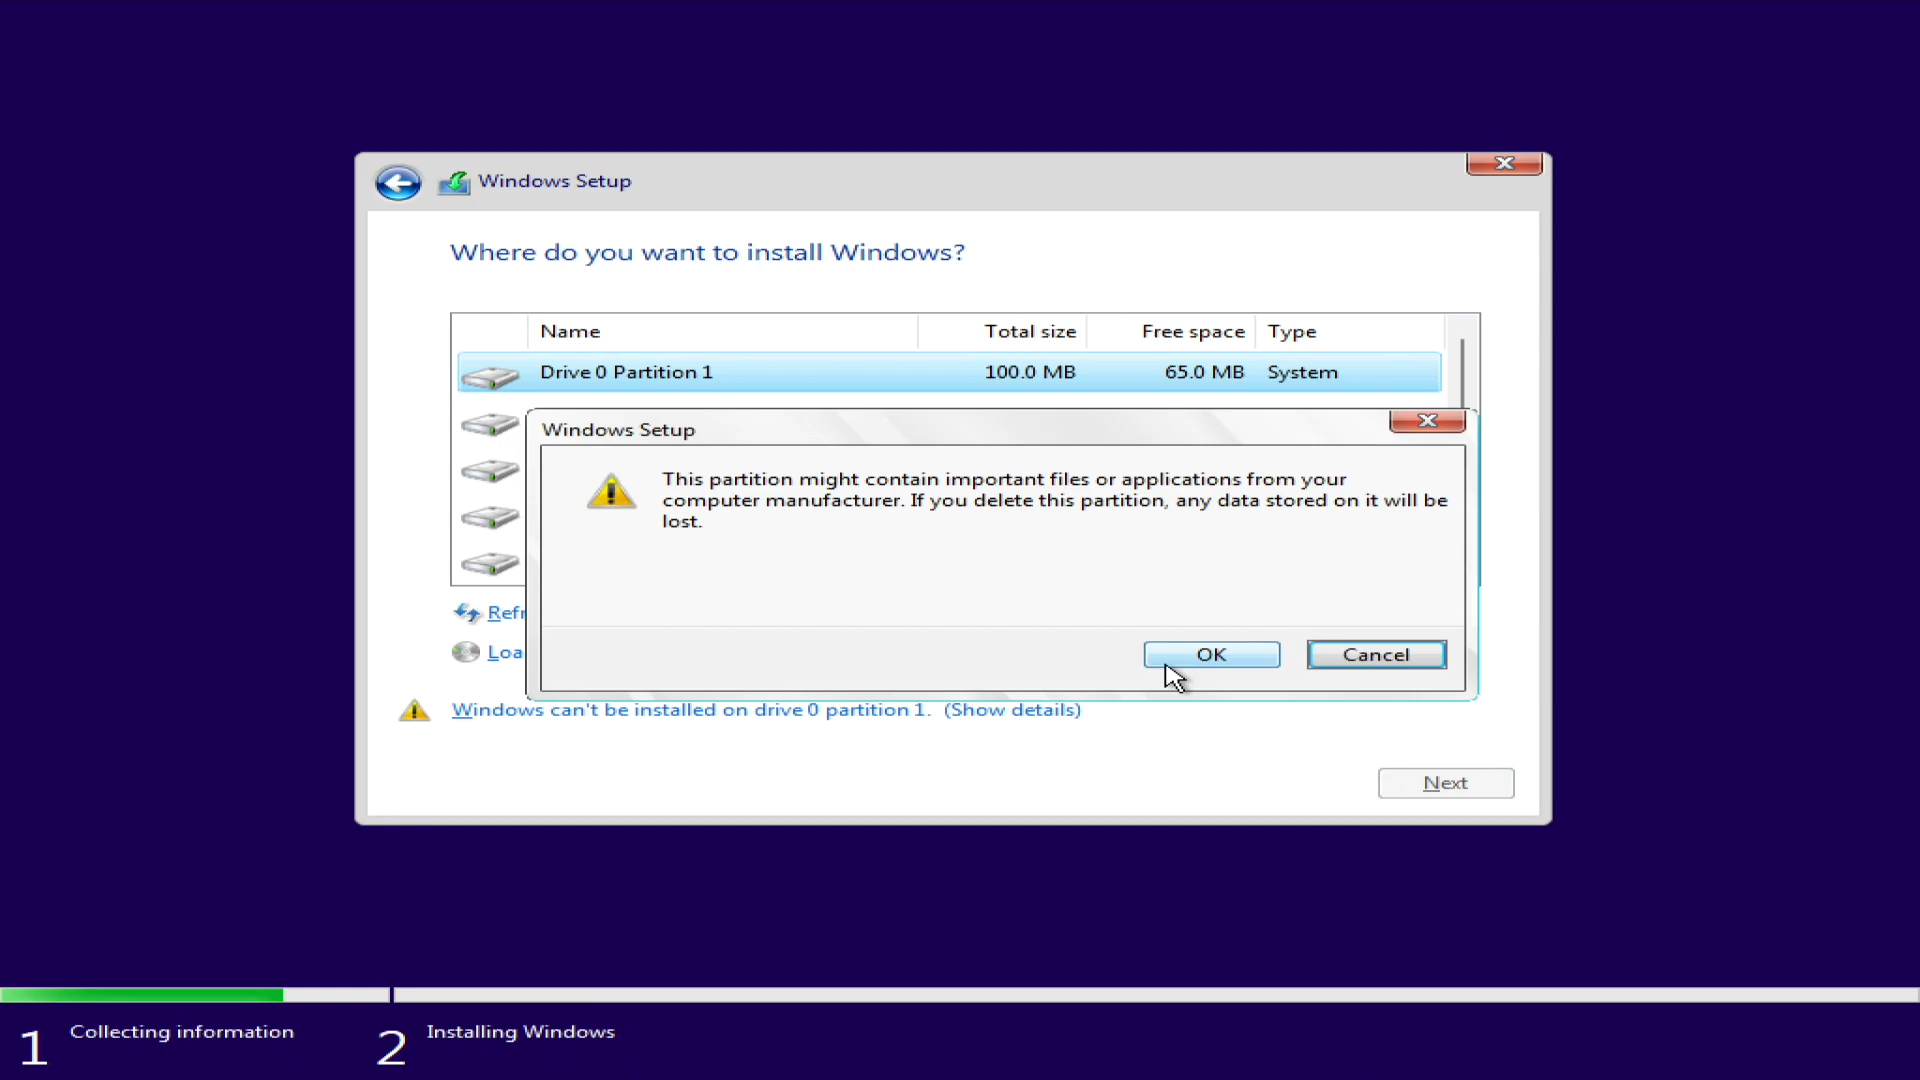 Windows Setup
Where do you want to install Windows?
Name Total size Free space Type
Drive 0 Partition 1 100.0 MB 65.0 MB System
Windows Setup
This partition might contain important files or applications from your
computer manufacturer. If you delete this partition, any data stored on it will be
lost.
OK Cancel
Refr
Loa
Windows can't be installed on drive 0 partition 1. (Show details)
Next
1 Collecting information
2 Installing Windows